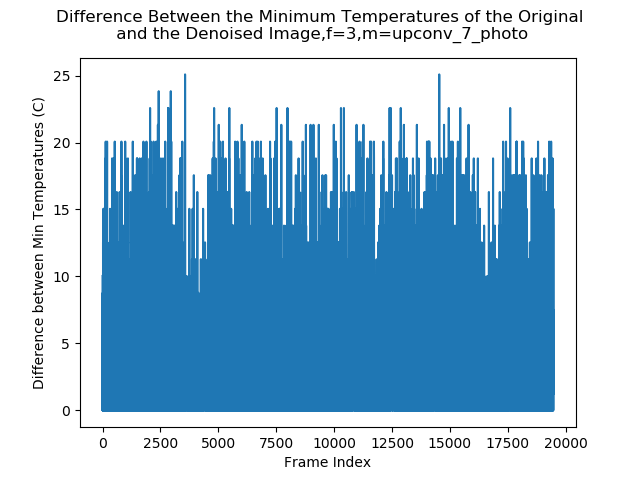 Difference Between the Minimum Temperatures of the Original
and the Denoised Image,f=3,m=upconv_7_photo
Difference between Min Temperatures (C)
25
20
15
10
5
0
0 2500 5000 7500 10000 12500 15000 17500 20000
Frame Index